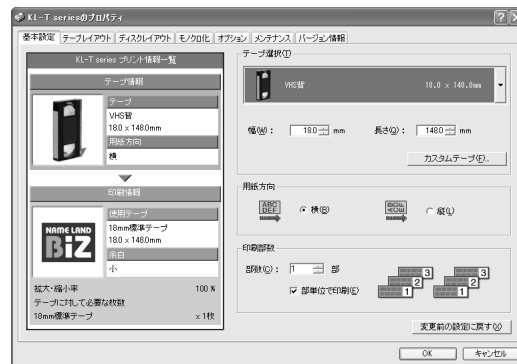 KL-T seriesのプロパティ
基本設定 テープレイアウト ディスクレイアウト モノクロ化 オプション メンテナンス バージョン情報
KL-T series プリント情報一覧
テープ情報
テープ
VHS背
18.0 x 148.0mm
用紙方向
横
印刷情報
NAME LAND
BiZ
使用テープ
18mm標準テープ
18.0 x 148.0mm
余白
小
拡大・縮小率 100 %
テープに対して必要な枚数
18mm標準テープ x 1枚
テープ選択(T)
VHS背 18.0 x 148.0mm
幅(W): 18.0 mm 長さ(Q): 148.0 mm
カスタムテープ(F)...
用紙方向
ABC
DEF
横(B)
ABC
DEF
縦(L)
印刷部数
部数(C): 1 部
部単位で印刷(E)
3 3
2 2
1 1
変更前の設定に戻す(X)
OK キャンセル